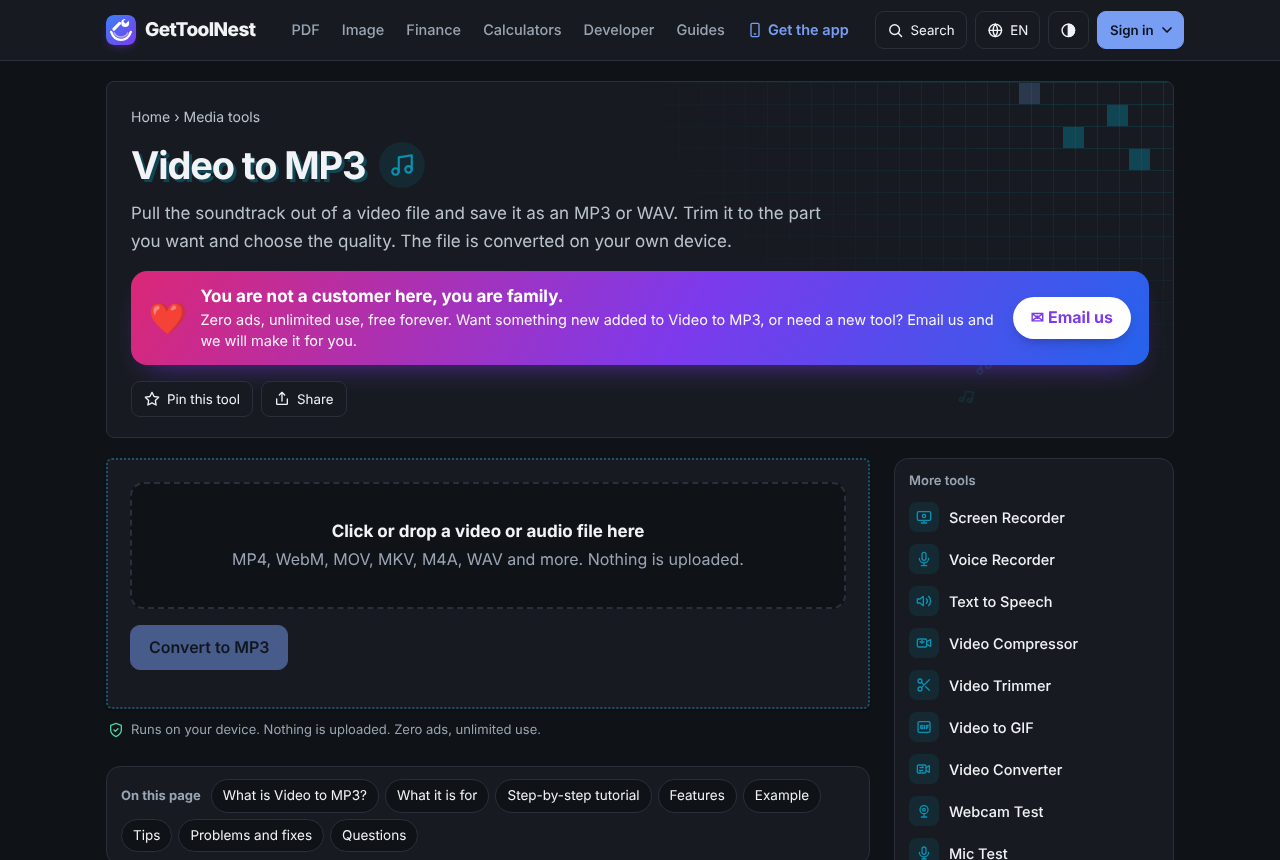 GetToolNest
PDF
Image
Finance
Calculators
Developer
Guides
Get the app
Search
EN
Sign in
Home › Media tools
Video to MP3
Pull the soundtrack out of a video file and save it as an MP3 or WAV. Trim it to the part
you want and choose the quality. The file is converted on your own device.
You are not a customer here, you are family.
Zero ads, unlimited use, free forever. Want something new added to Video to MP3, or need a new tool? Email us and
we will make it for you.
✉ Email us
Pin this tool
Share
Click or drop a video or audio file here
MP4, WebM, MOV, MKV, M4A, WAV and more. Nothing is uploaded.
Convert to MP3
Runs on your device. Nothing is uploaded. Zero ads, unlimited use.
On this page
What is Video to MP3?
What it is for
Step-by-step tutorial
Features
Example
Tips
Problems and fixes
Questions
More tools
Screen Recorder
Voice Recorder
Text to Speech
Video Compressor
Video Trimmer
GIF
Video to GIF
Video Converter
Webcam Test
Mic Test